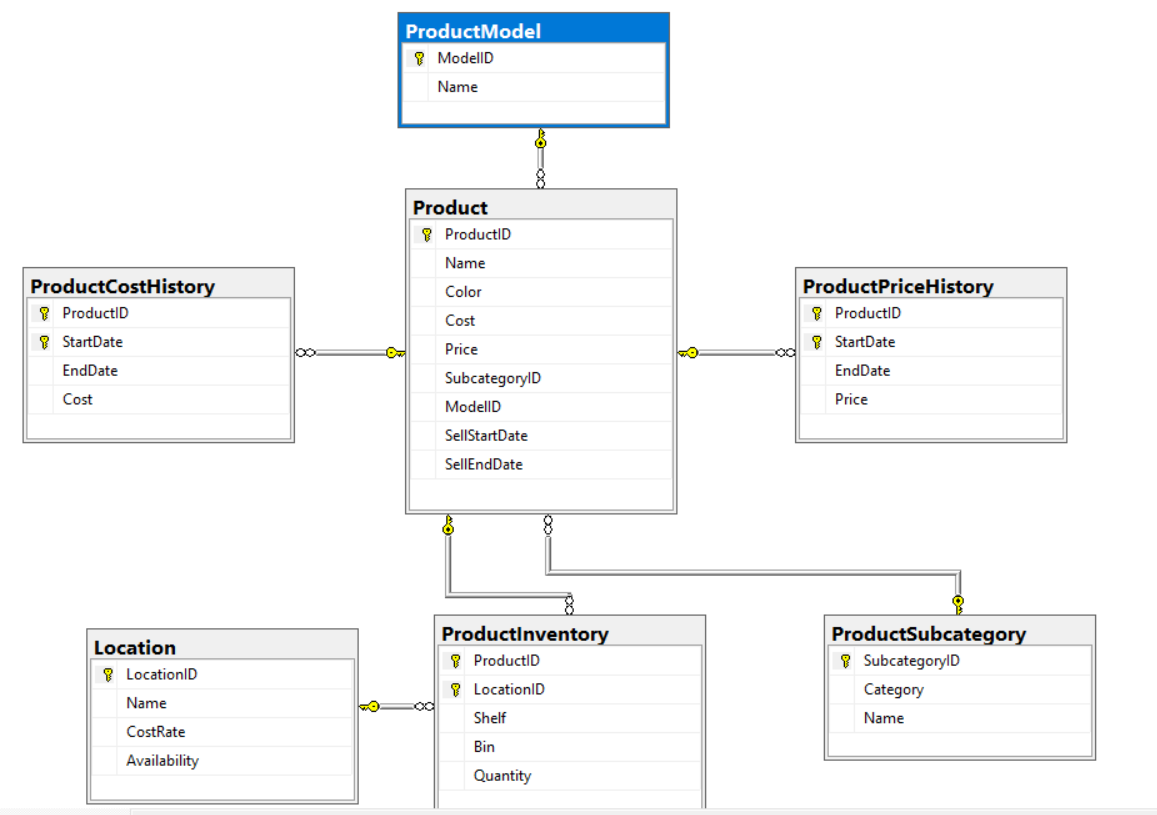 ProductModel
ModelID
Name
Product
ProductID
Name
Color
Cost
Price
SubcategoryID
ModelID
SellStartDate
SellEndDate
ProductCostHistory
ProductID
StartDate
EndDate
Cost
ProductPriceHistory
ProductID
StartDate
EndDate
Price
Location
LocationID
Name
CostRate
Availability
ProductInventory
ProductID
LocationID
Shelf
Bin
Quantity
ProductSubcategory
SubcategoryID
Category
Name